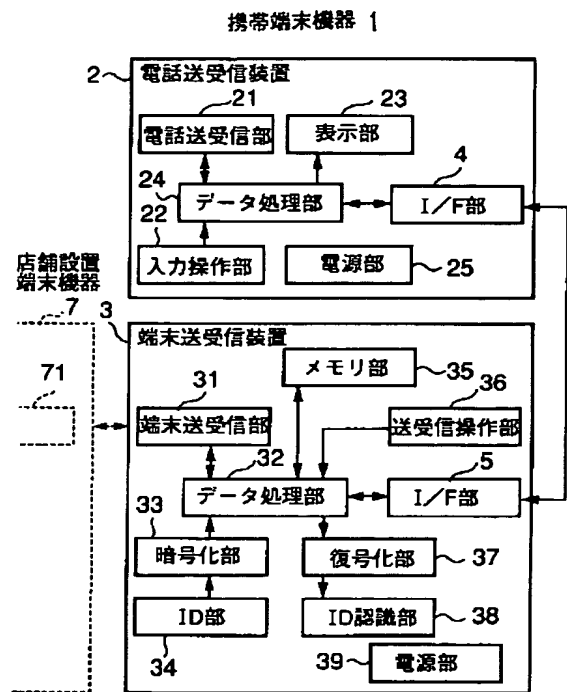 携帯端末機器 1
2
電話送受信装置
21
23
電話送受信部
表示部
24
4
データ処理部
I/F部
22
入力操作部
電源部
25
店舗設置
端末機器
7
3
端末送受信装置
メモリ部
35
36
71
31
端末送受信部
送受信操作部
32
5
データ処理部
I/F部
33
暗号化部
復号化部
37
ID部
ID認識部
38
34
39
電源部